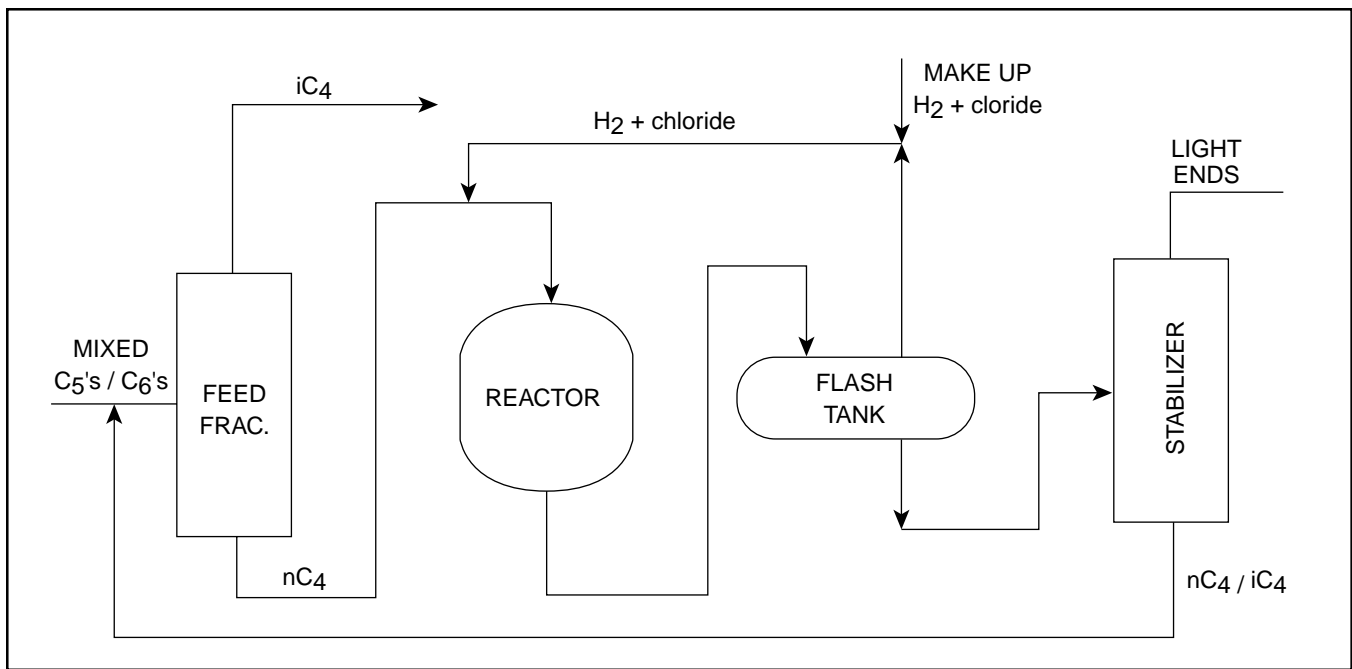 iC4
MAKE UP
H2 + cloride
H2 + chloride
LIGHT
ENDS
MIXED
C5's / C6's
FEED
FRAC.
REACTOR
FLASH
TANK
STABILIZER
nC4
nC4 / iC4